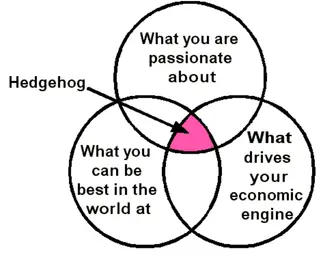 What you are
passionate
about
Hedgehog
What you
can be
best in the
world at
What
drives
your
economic
engine